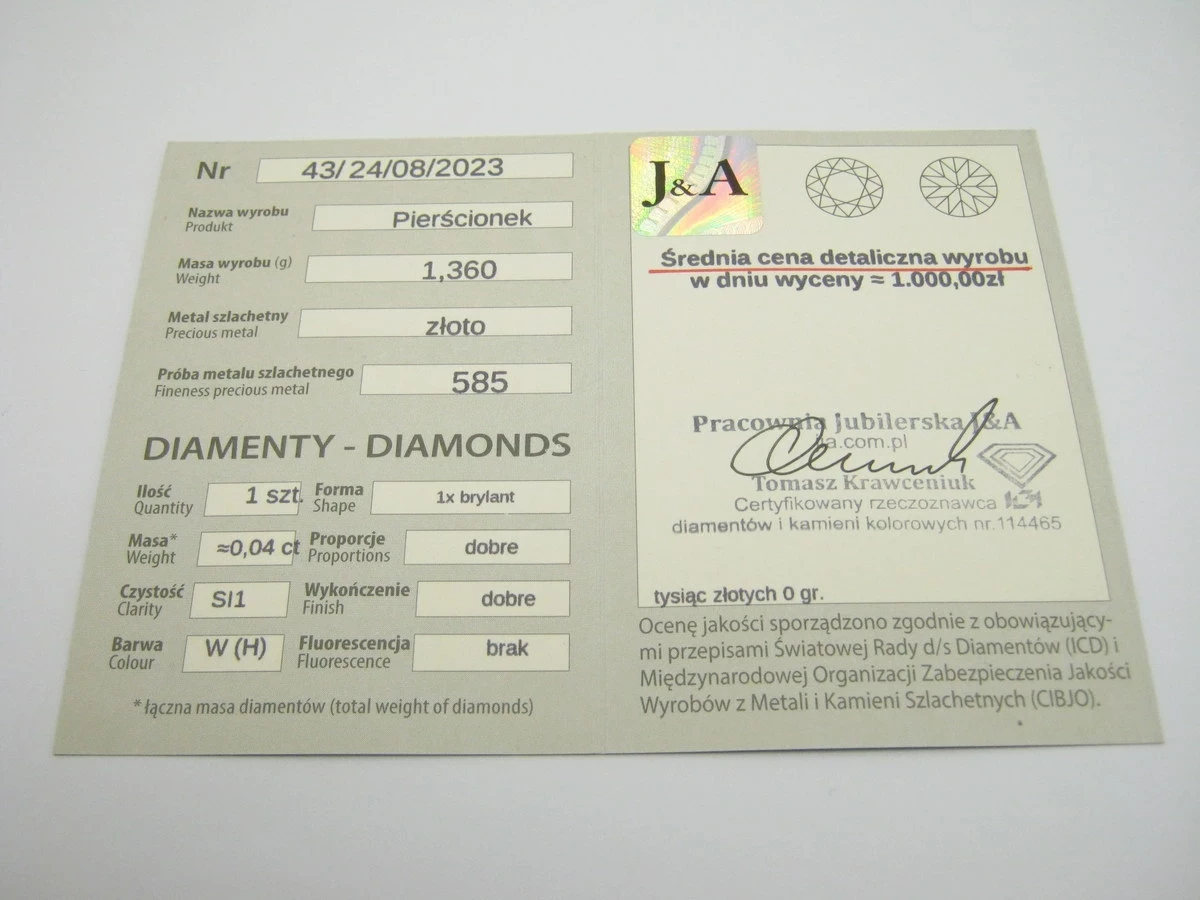 Nr 43/24/08/2023
Nazwa wyrobu
Produkt
Pierścionek
Masa wyrobu (g)
Weight
1,360
Metal szlachetny
Precious metal
złoto
Próba metalu szlachetnego
Fineness precious metal
585
DIAMENTY - DIAMONDS
Ilość
Quantity
1 szt.
Forma
Shape
1x brylant
Masa*
Weight
≈0,04 ct
Proporcje
Proportions
dobre
Czystość
Clarity
SI1
Wykończenie
Finish
dobre
Barwa
Colour
W (H)
Fluorescencja
Fluorescence
brak
* łączna masa diamentów (total weight of diamonds)
J&A
Średnia cena detaliczna wyrobu
w dniu wyceny ≈ 1.000,00zł
Pracownia Jubilerska J&A
.com.pl
Tomasz Krawceniuk
Certyfikowany rzeczoznawca
diamentów i kamieni kolorowych nr.114465
tysiąc złotych 0 gr.
Ocenę jakości sporządzono zgodnie z obowiązujący-
mi przepisami Światowej Rady d/s Diamentów (ICD) i
Międzynarodowej Organizacji Zabezpieczenia Jakości
Wyrobów z Metali i Kamieni Szlachetnych (CIBJO).